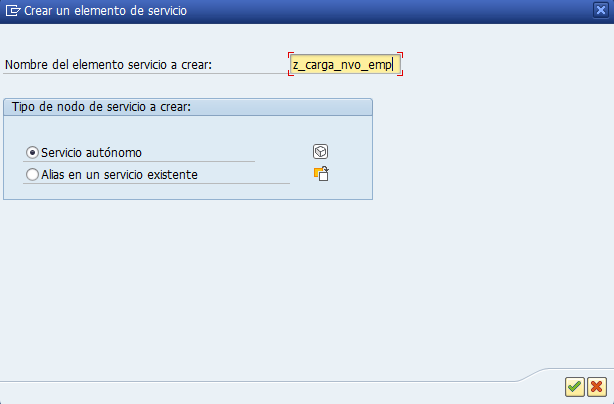 Crear un elemento de servicio
Nombre del elemento servicio a crear: z_carga_nvo_emp
Tipo de nodo de servicio a crear:
Servicio autónomo
Alias en un servicio existente